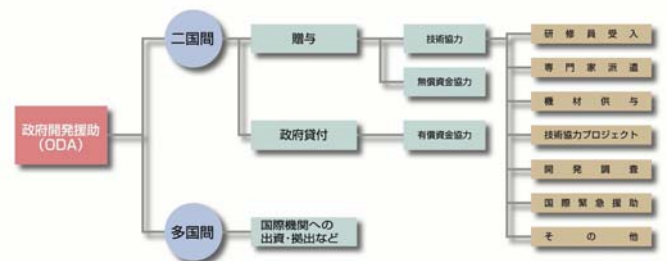 政府開発援助
(ODA)
二国間
贈与
技術協力
研修員受入
専門家派遣
機材供与
技術協力プロジェクト
開発調査
国際緊急援助
その他
無償資金協力
政府貸付
有償資金協力
多国間
国際機関への
出資・拠出など